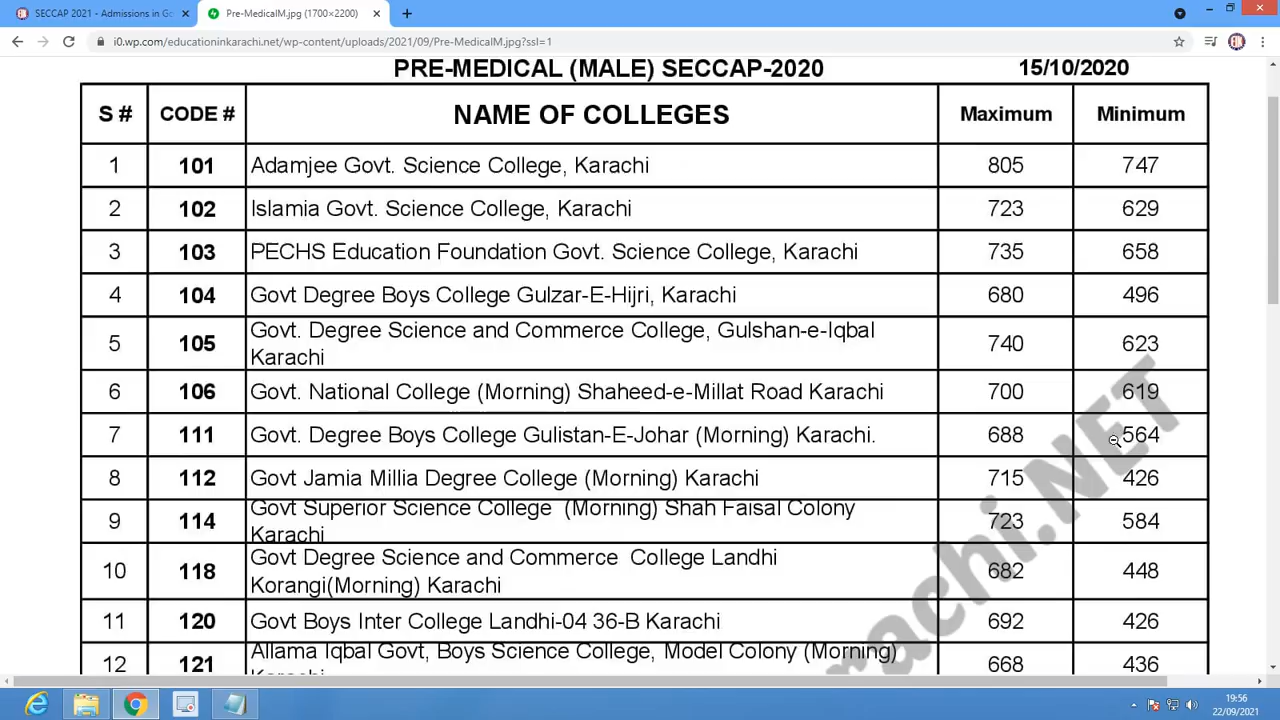 SECCAP 2021 - Admissions in Go
Pre-MedicalM.jpg (1700×2200)
i0.wp.com/educationinkarachi.net/wp-content/uploads/2021/09/Pre-MedicalM.jpg?ssl=1
PRE-MEDICAL (MALE) SECCAP-2020 15/10/2020
S # CODE # NAME OF COLLEGES Maximum Minimum
1 101 Adamjee Govt. Science College, Karachi 805 747
2 102 Islamia Govt. Science College, Karachi 723 629
3 103 PECHS Education Foundation Govt. Science College, Karachi 735 658
4 104 Govt Degree Boys College Gulzar-E-Hijri, Karachi 680 496
5 105 Govt. Degree Science and Commerce College, Gulshan-e-Iqbal
Karachi 740 623
6 106 Govt. National College (Morning) Shaheed-e-Millat Road Karachi 700 619
7 111 Govt. Degree Boys College Gulistan-E-Johar (Morning) Karachi. 688 564
8 112 Govt Jamia Millia Degree College (Morning) Karachi 715 426
9 114 Govt Superior Science College (Morning) Shah Faisal Colony
Karachi 723 584
10 118 Govt Degree Science and Commerce College Landhi
Korangi(Morning) Karachi 682 448
11 120 Govt Boys Inter College Landhi-04 36-B Karachi 692 426
12 121 Allama Iqbal Govt, Boys Science College, Model Colony (Morning)
Karachi 668 436
rachi.NET
19:56
22/09/2021